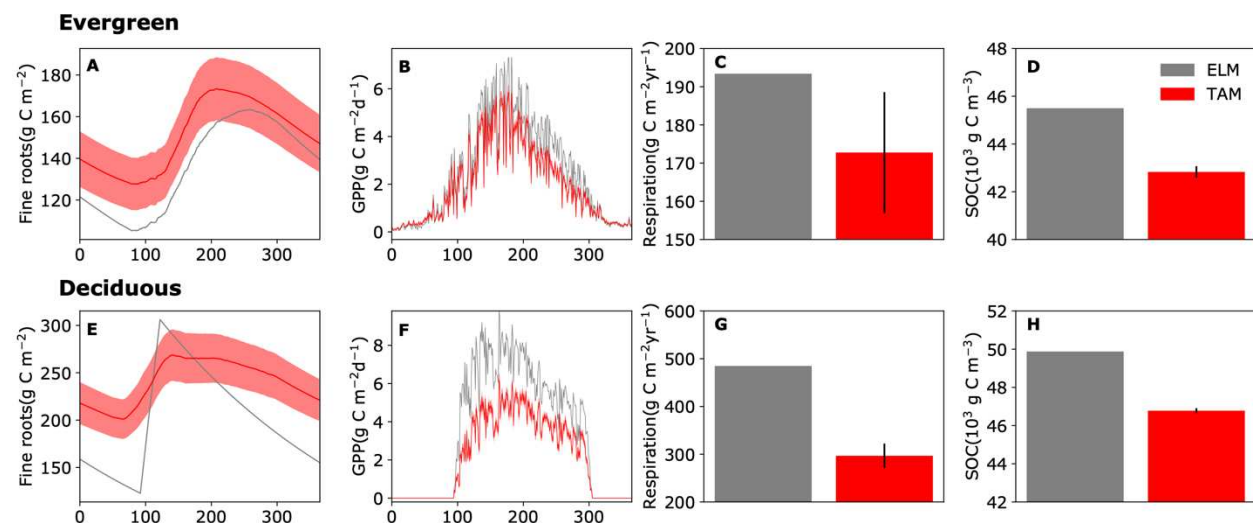 Evergreen
A
Fine roots(g C m⁻²)
180
160
140
120
0 100 200 300
B
GPP(g C m⁻²d⁻¹)
6
4
2
0
0 100 200 300
C
Respiration(g C m⁻²yr⁻¹)
200
190
180
170
160
150
D
SOC(10³ g C m⁻³)
48
46
44
42
40
ELM
TAM
Deciduous
E
Fine roots(g C m⁻²)
300
250
200
150
0 100 200 300
F
GPP(g C m⁻²d⁻¹)
8
6
4
2
0
0 100 200 300
G
Respiration(g C m⁻²yr⁻¹)
600
500
400
300
200
H
SOC(10³ g C m⁻³)
52
50
48
46
44
42